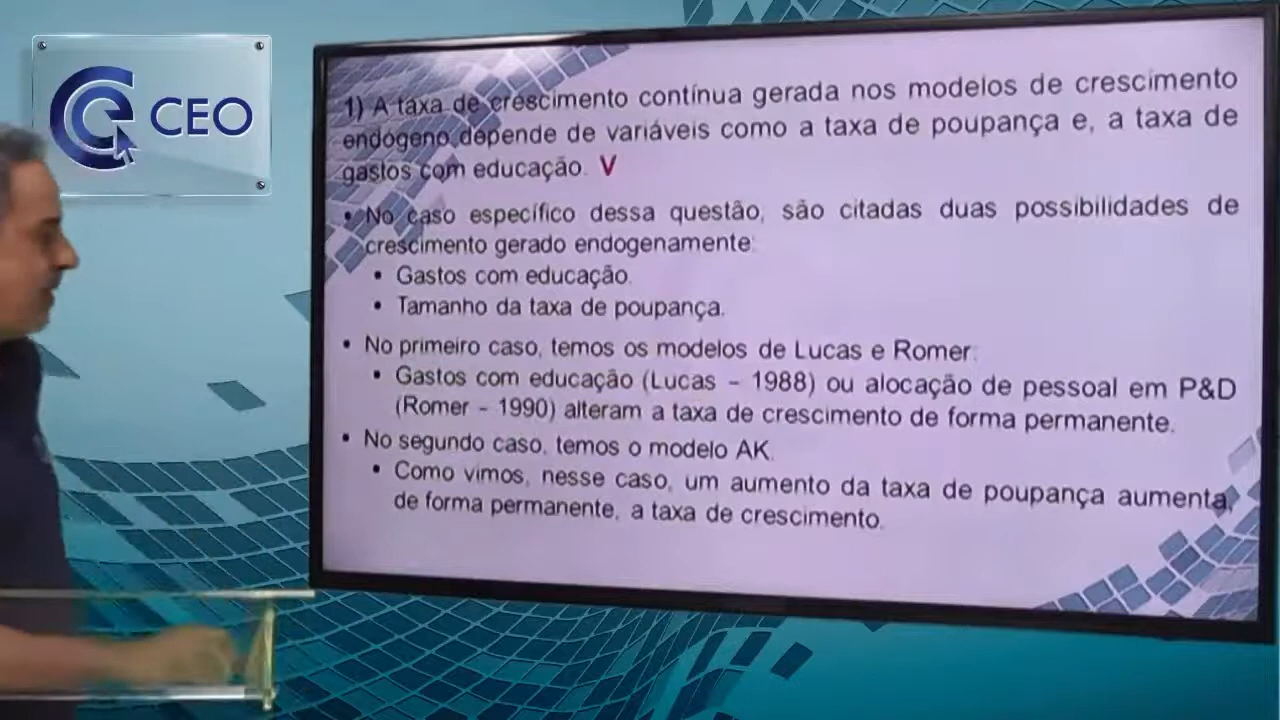 CEO
1) A taxa de crescimento contínua gerada nos modelos de crescimento
endógeno depende de variáveis como a taxa de poupança e, a taxa de
gastos com educação. V
• No caso específico dessa questão, são citadas duas possibilidades de
crescimento gerado endogenamente:
• Gastos com educação.
• Tamanho da taxa de poupança.
• No primeiro caso, temos os modelos de Lucas e Romer:
• Gastos com educação (Lucas – 1988) ou alocação de pessoal em P&D
(Romer – 1990) alteram a taxa de crescimento de forma permanente.
• No segundo caso, temos o modelo AK.
• Como vimos, nesse caso, um aumento da taxa de poupança aumenta,
de forma permanente, a taxa de crescimento.